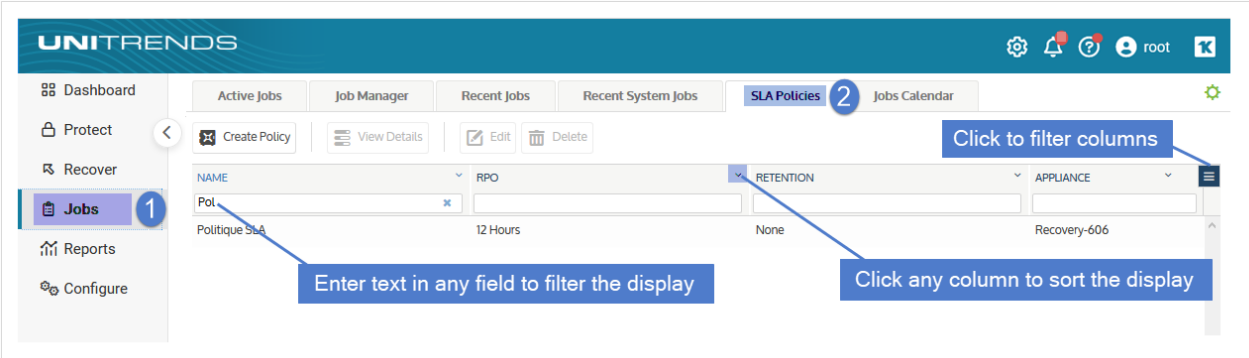 UNITRENDS
root
Dashboard
Active Jobs Job Manager Recent Jobs Recent System Jobs SLA Policies 2 Jobs Calendar
Protect
Create Policy View Details Edit Delete
Click to filter columns
Recover
NAME RPO RETENTION APPLIANCE
Jobs 1
Pol
Politique SLA 12 Hours None Recovery-606
Reports
Enter text in any field to filter the display
Click any column to sort the display
Configure